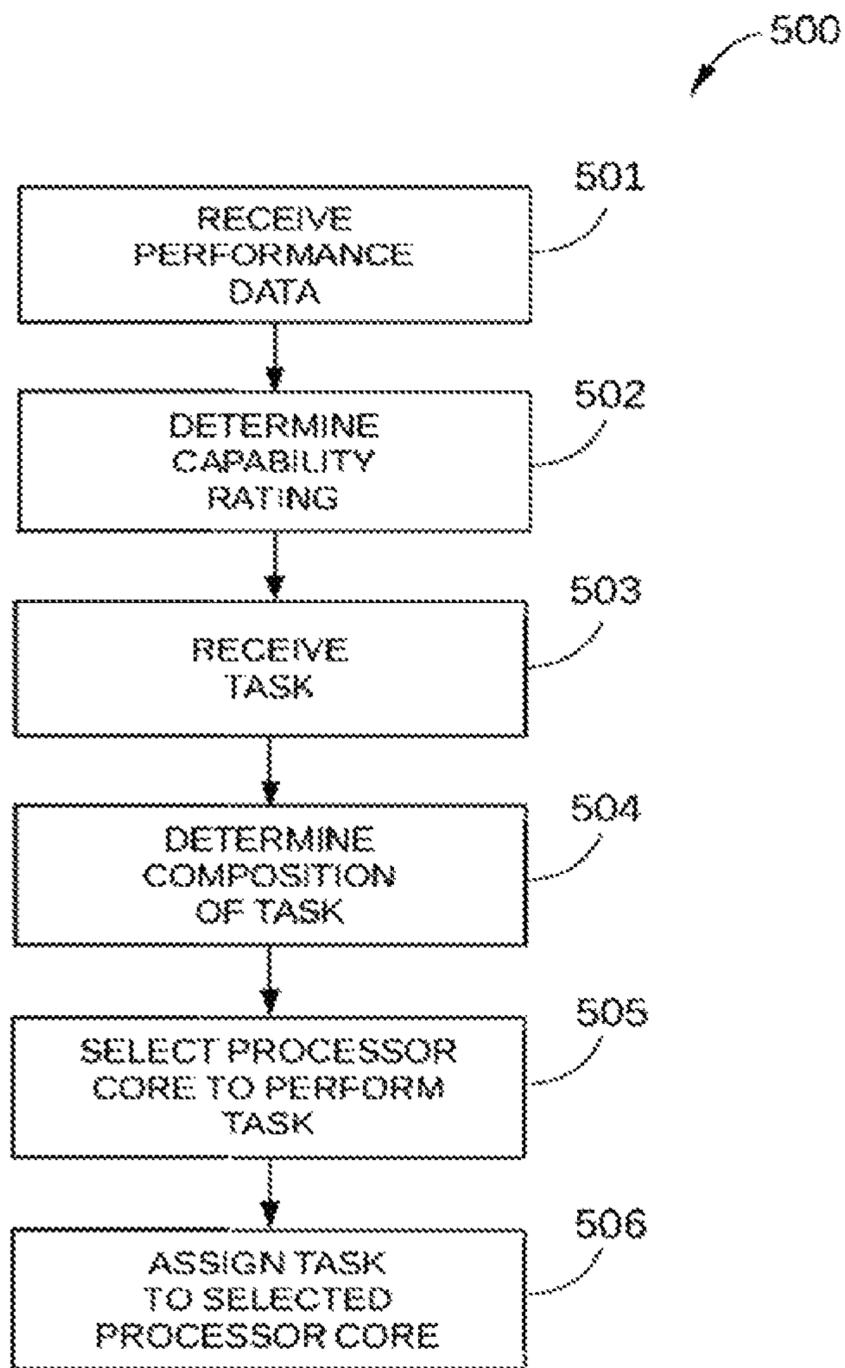 500
501
RECEIVE
PERFORMANCE
DATA
502
DETERMINE
CAPABILITY
RATING
503
RECEIVE
TASK
504
DETERMINE
COMPOSITION
OF TASK
505
SELECT PROCESSOR
CORE TO PERFORM
TASK
506
ASSIGN TASK
TO SELECTED
PROCESSOR CORE